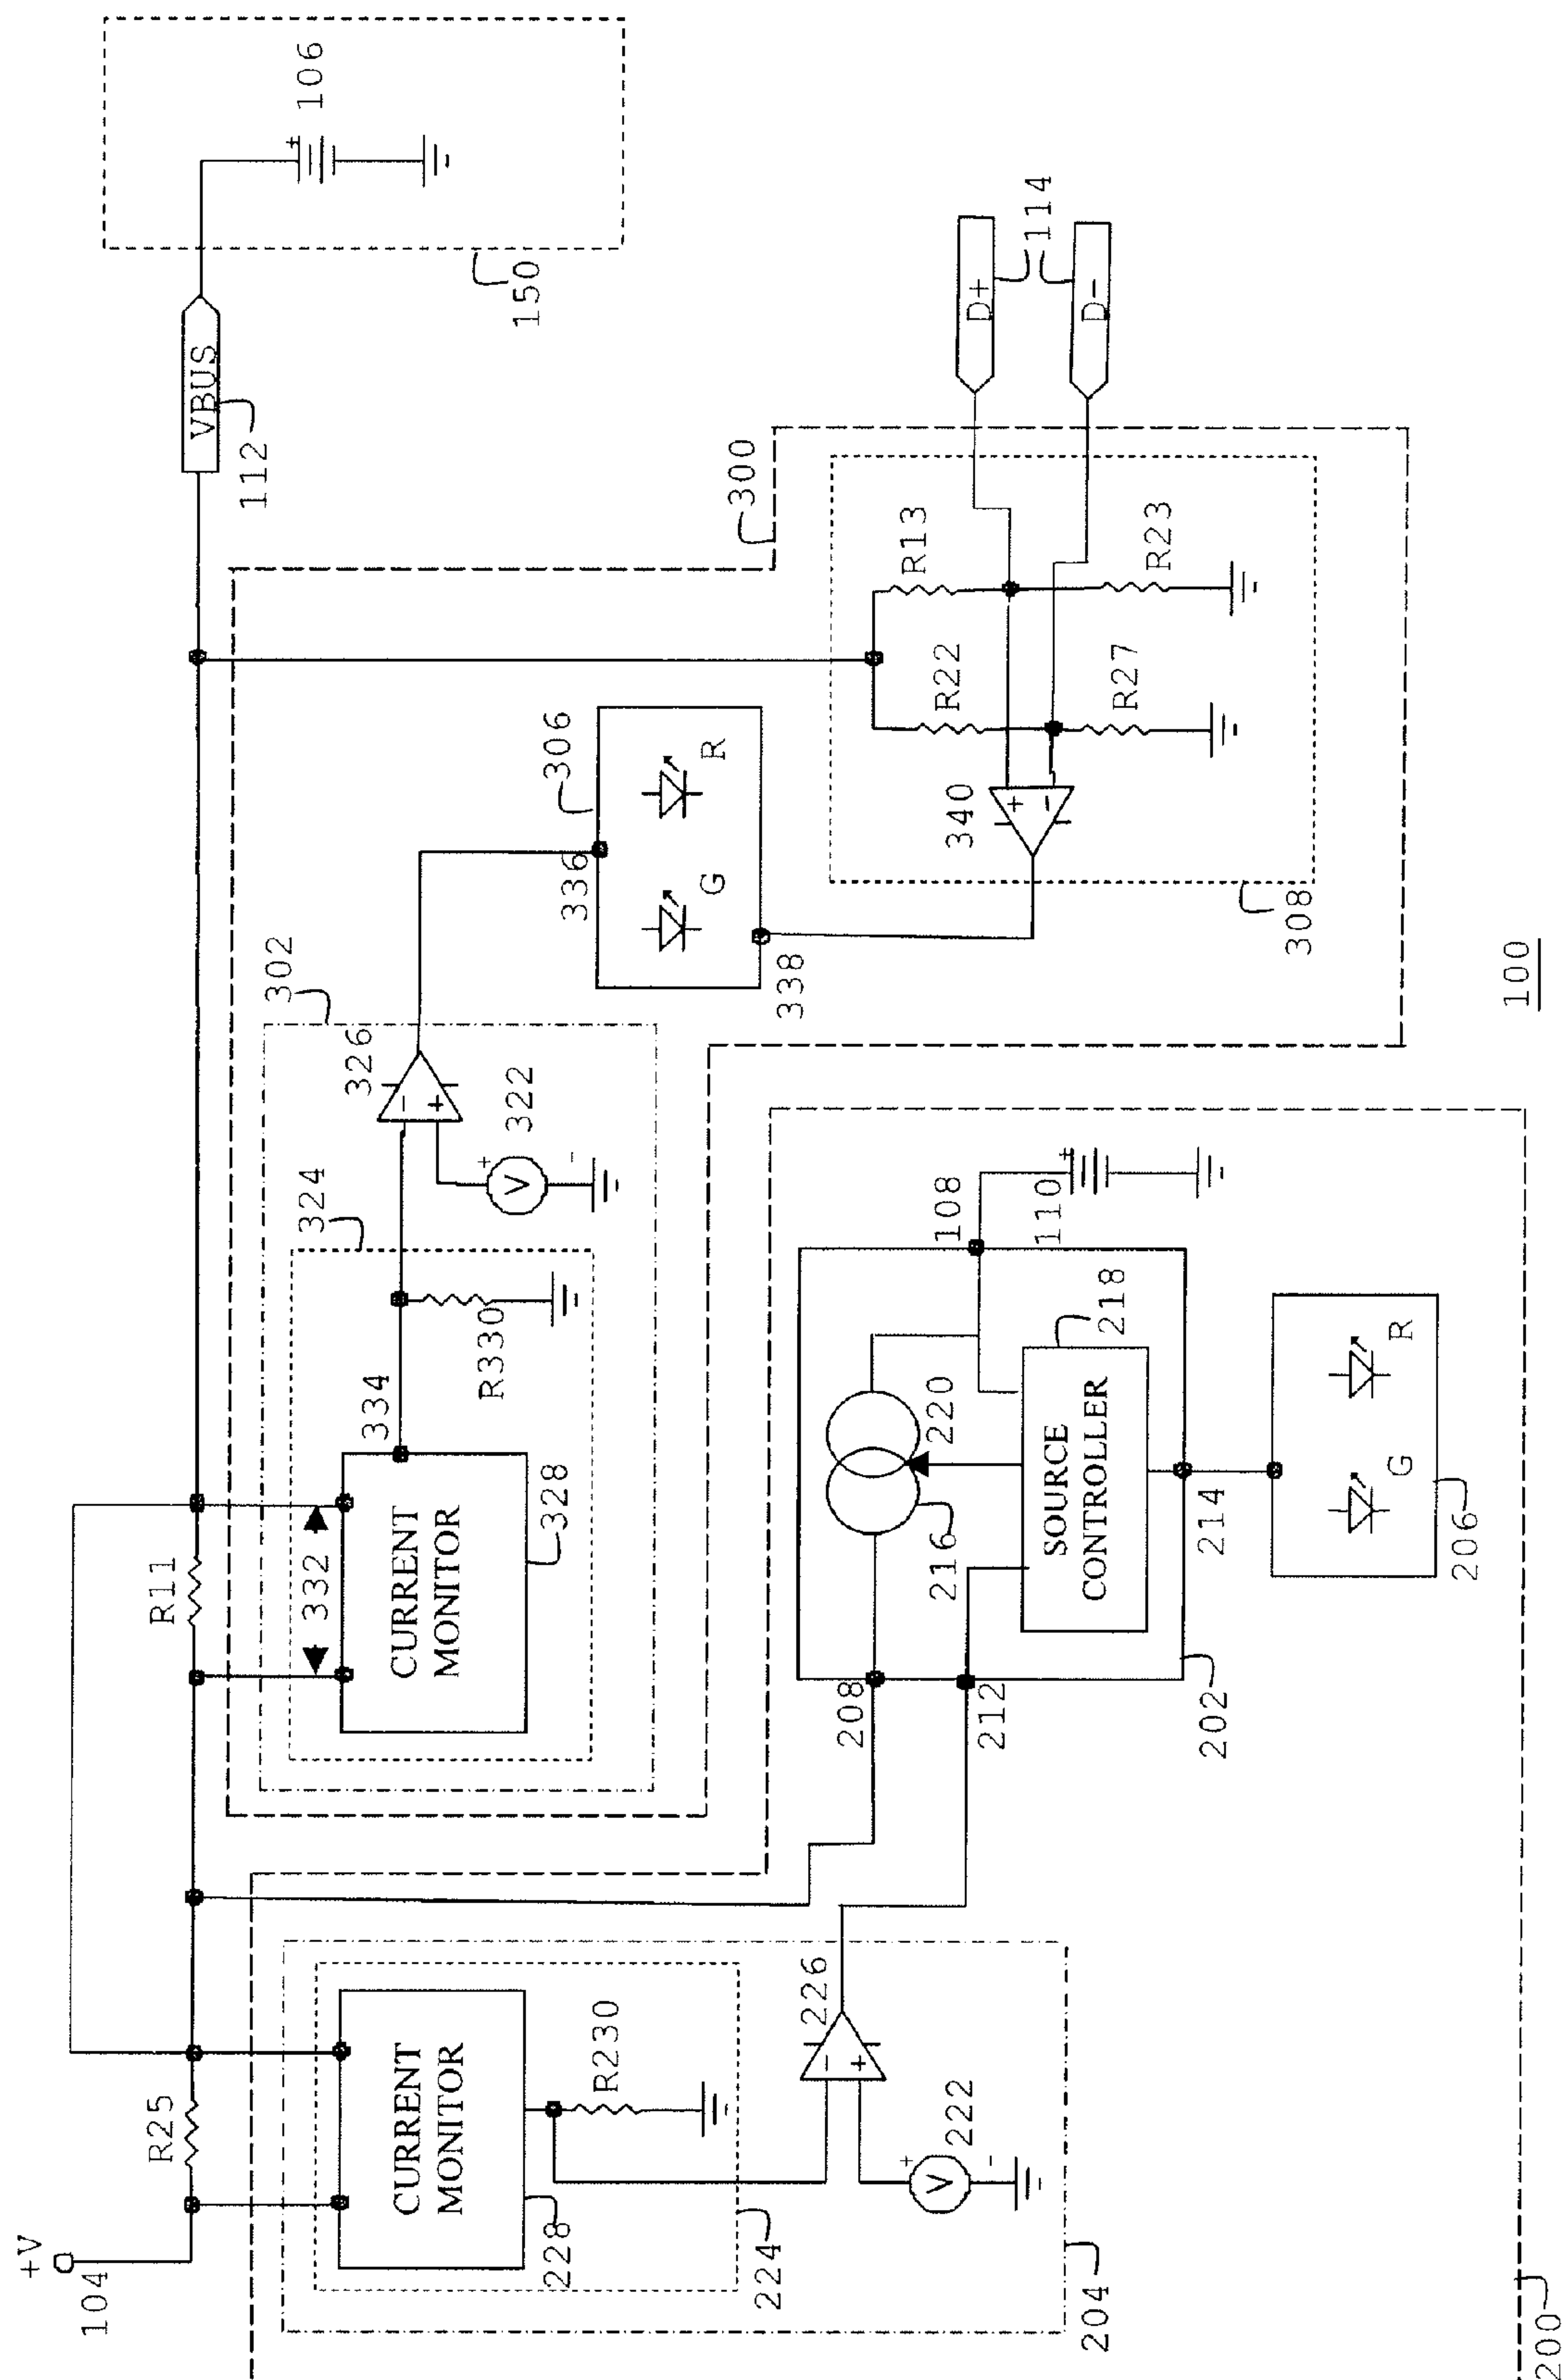 +V
104
R25
R11
VBUS
112
106
150
CURRENT
MONITOR
228
R230
224
204
226
+
-
222
V
+
-
332
CURRENT
MONITOR
328
334
R330
324
302
326
-
+
322
V
+
-
336
306
G
R
338
300
308
340
+
-
R22
R13
R27
R23
D+
D-
114
208
212
202
216
220
SOURCE
CONTROLLER
218
108
110
+
214
G
R
206
200
100